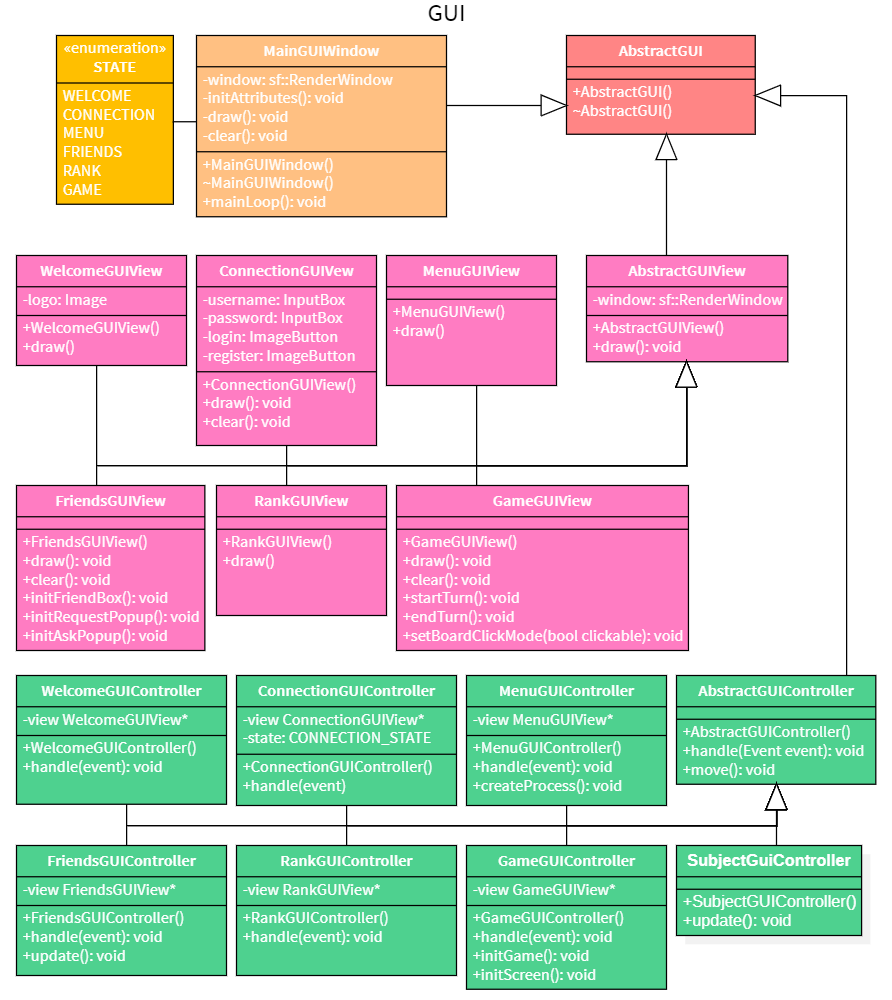 GUI
«enumeration»
STATE
WELCOME
CONNECTION
MENU
FRIENDS
RANK
GAME
MainGUIWindow
-window: sf::RenderWindow
-initAttributes(): void
-draw(): void
-clear(): void
+MainGUIWindow()
~MainGUIWindow()
+mainLoop(): void
AbstractGUI
+AbstractGUI()
~AbstractGUI()
WelcomeGUIView
-logo: Image
+WelcomeGUIView()
+draw()
ConnectionGUIVew
-username: InputBox
-password: InputBox
-login: ImageButton
-register: ImageButton
+ConnectionGUIView()
+draw(): void
+clear(): void
MenuGUIView
+MenuGUIView()
+draw()
AbstractGUIView
-window: sf::RenderWindow
+AbstractGUIView()
+draw(): void
FriendsGUIView
+FriendsGUIView()
+draw(): void
+clear(): void
+initFriendBox(): void
+initRequestPopup(): void
+initAskPopup(): void
RankGUIView
+RankGUIView()
+draw()
GameGUIView
+GameGUIView()
+draw(): void
+clear(): void
+startTurn(): void
+endTurn(): void
+setBoardClickMode(bool clickable): void
WelcomeGUIController
-view WelcomeGUIView*
+WelcomeGUIController()
+handle(event): void
ConnectionGUIController
-view ConnectionGUIView*
-state: CONNECTION_STATE
+ConnectionGUIController()
+handle(event)
MenuGUIController
-view MenuGUIView*
+MenuGUIController()
+handle(event): void
+createProcess(): void
AbstractGUIController
+AbstractGUIController()
+handle(Event event): void
+move(): void
FriendsGUIController
-view FriendsGUIView*
+FriendsGUIController()
+handle(event): void
+update(): void
RankGUIController
-view RankGUIView*
+RankGUIController()
+handle(event): void
GameGUIController
-view GameGUIView*
+GameGUIController()
+handle(event): void
+initGame(): void
+initScreen(): void
SubjectGuiController
+SubjectGUIController()
+update(): void